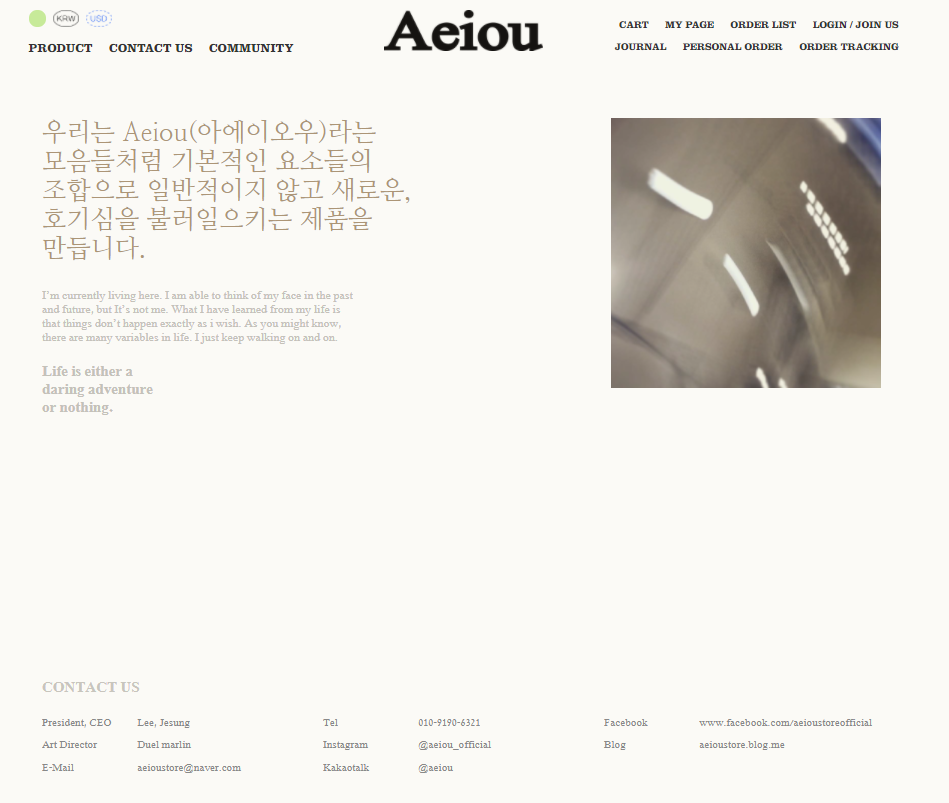 KRW USD
PRODUCT CONTACT US COMMUNITY
Aeiou
CART MY PAGE ORDER LIST LOGIN / JOIN US
JOURNAL PERSONAL ORDER ORDER TRACKING
우리는 Aeiou(아에이오우)라는
모음들처럼 기본적인 요소들의
조합으로 일반적이지 않고 새로운,
호기심을 불러일으키는 제품을
만듭니다.
I'm currently living here. I am able to think of my face in the past
and future, but It's not me. What I have learned from my life is
that things don't happen exactly as i wish. As you might know,
there are many variables in life. I just keep walking on and on.
Life is either a
daring adventure
or nothing.
CONTACT US
President, CEO Lee, Jesung Tel 010-9190-6321 Facebook www.facebook.com/aeioustoreofficial
Art Director Duel marlin Instagram @aeiou_official Blog aeioustore.blog.me
E-Mail aeioustore@naver.com Kakaotalk @aeiou